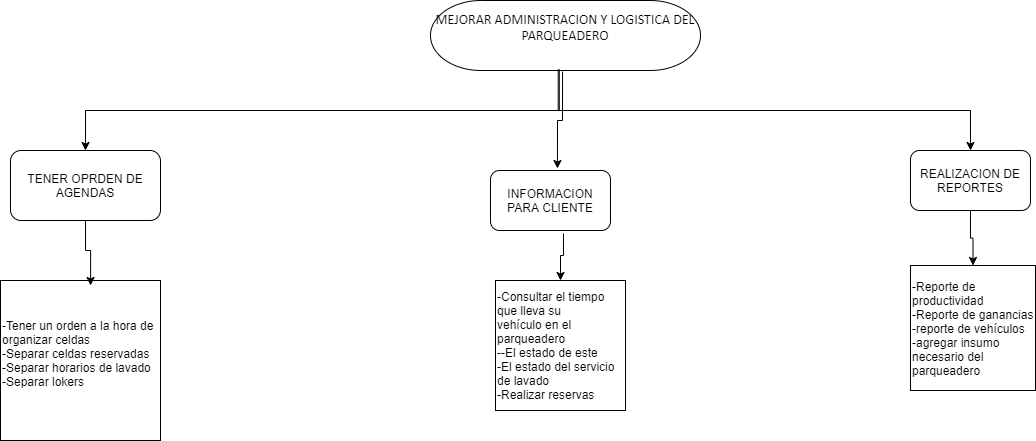 MEJORAR ADMINISTRACION Y LOGISTICA DEL
PARQUEADERO
TENER OPRDEN DE
AGENDAS
INFORMACION
PARA CLIENTE
REALIZACION DE
REPORTES
-Tener un orden a la hora de
organizar celdas
-Separar celdas reservadas
-Separar horarios de lavado
-Separar lokers
-Consultar el tiempo
que lleva su
vehículo en el
parqueadero
--El estado de este
-El estado del servicio
de lavado
-Realizar reservas
-Reporte de
productividad
-Reporte de ganancias
-reporte de vehículos
-agregar insumo
necesario del
parqueadero